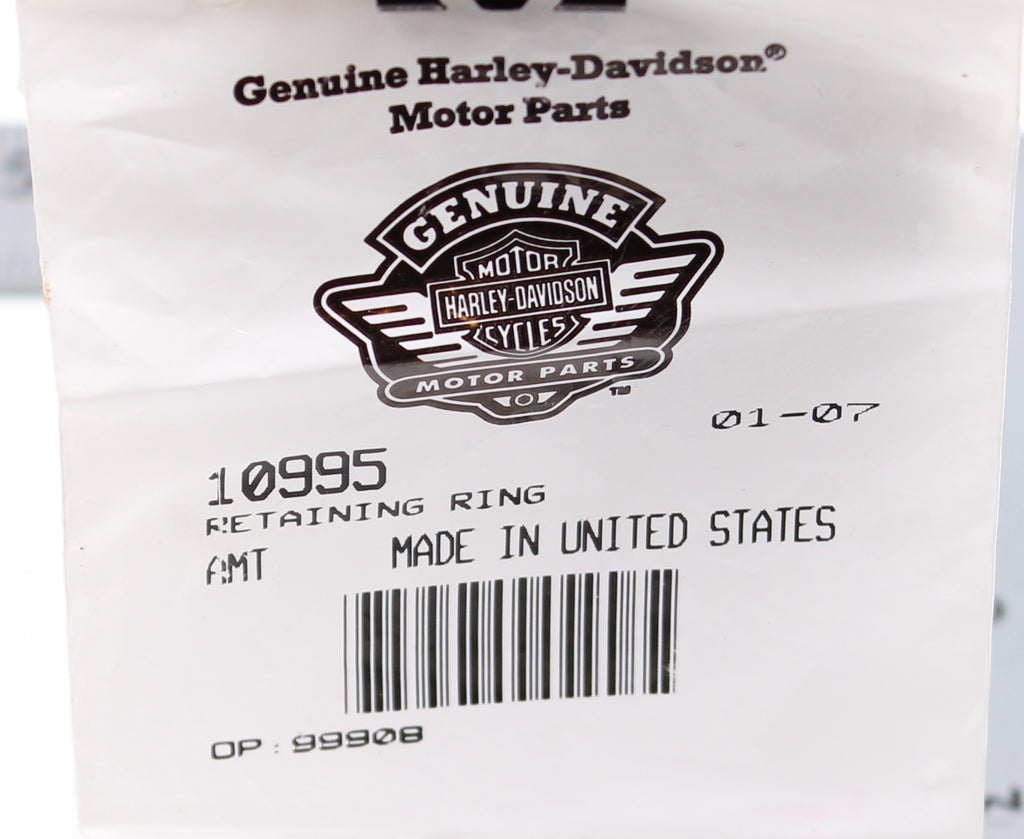 Genuine Harley-Davidson®
Motor Parts
GENUINE
MOTOR
HARLEY-DAVIDSON
CYCLES
MOTOR PARTS
TM
01-07
10995
RETAINING RING
AMT MADE IN UNITED STATES
OP: 99908